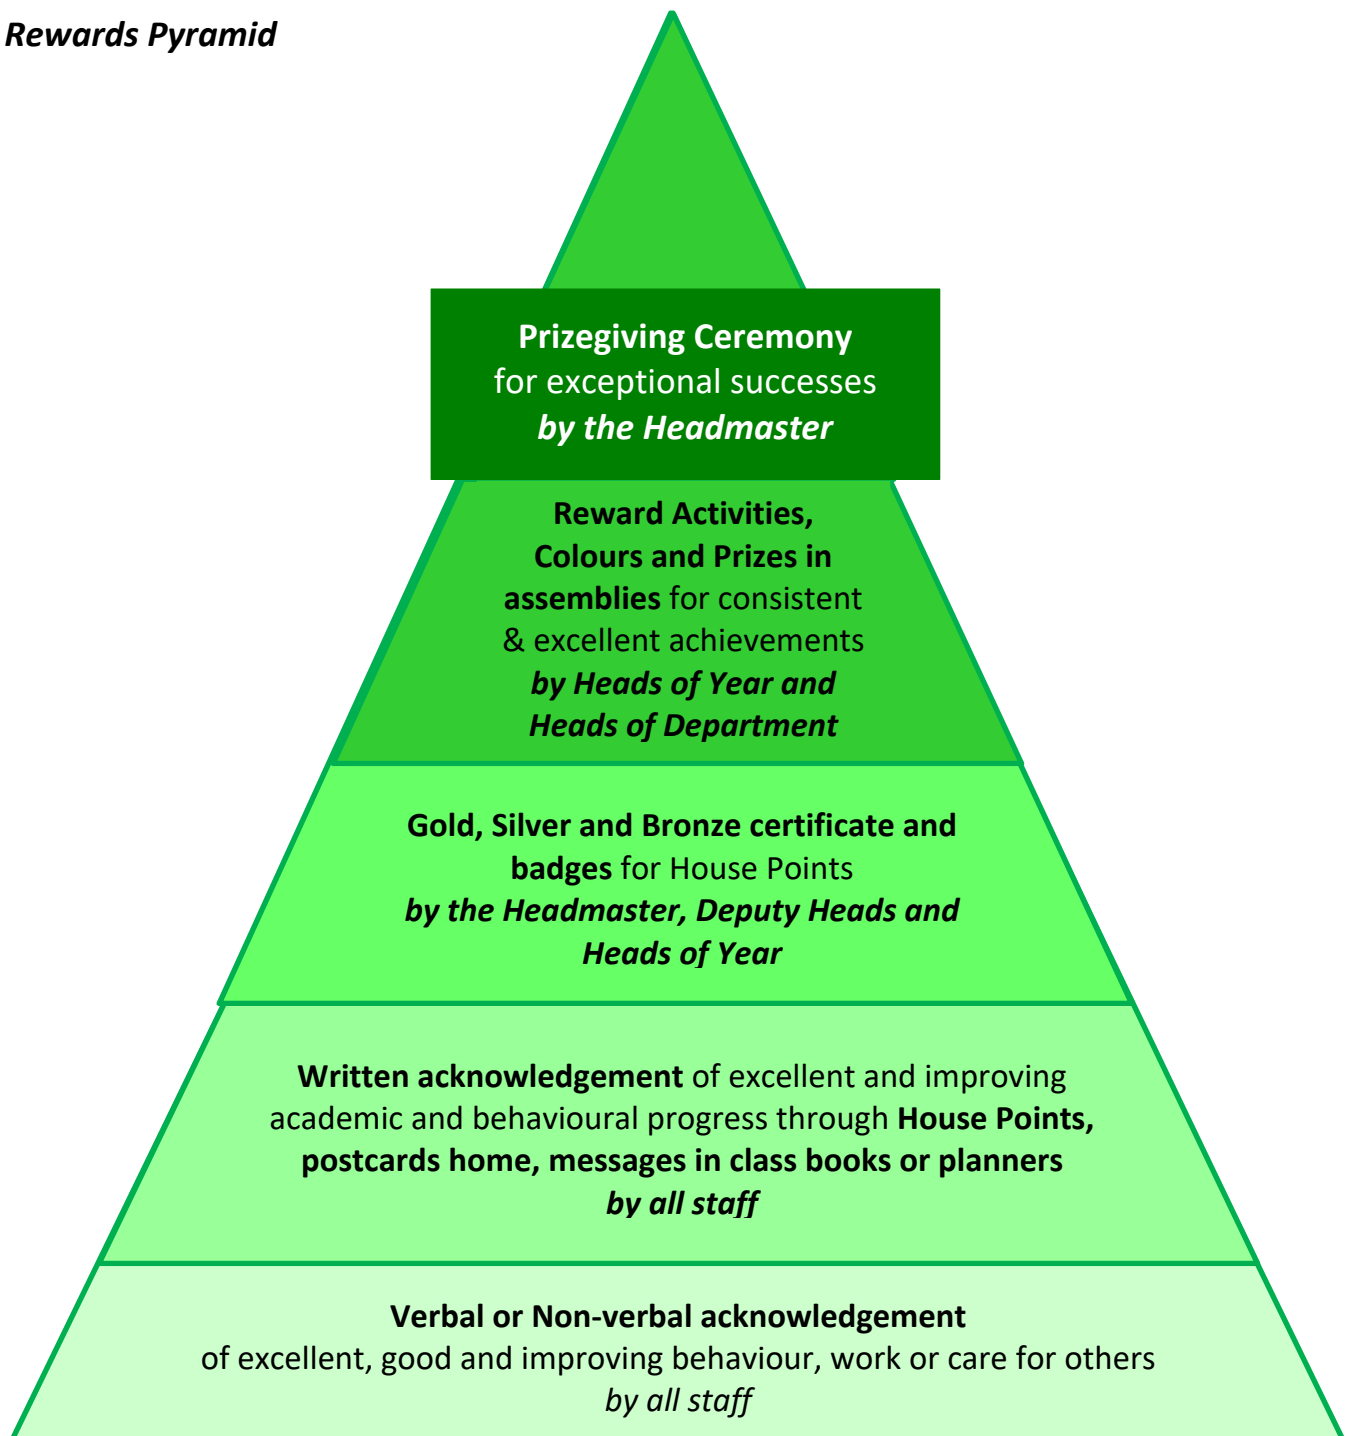 Rewards Pyramid
Prizegiving Ceremony
for exceptional successes
by the Headmaster
Reward Activities,
Colours and Prizes in
assemblies for consistent
& excellent achievements
by Heads of Year and
Heads of Department
Gold, Silver and Bronze certificate and
badges for House Points
by the Headmaster, Deputy Heads and
Heads of Year
Written acknowledgement of excellent and improving
academic and behavioural progress through House Points,
postcards home, messages in class books or planners
by all staff
Verbal or Non-verbal acknowledgement
of excellent, good and improving behaviour, work or care for others
by all staff